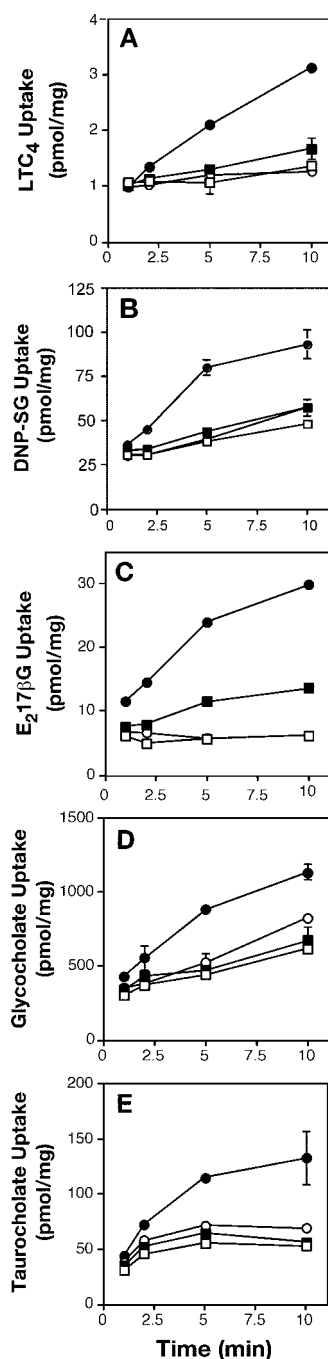 A
LTC4 Uptake
(pmol/mg)
4
3
2
1
0
0 2.5 5 7.5 10
B
DNP-SG Uptake
(pmol/mg)
125
100
75
50
25
0
0 2.5 5 7.5 10
C
E217βG Uptake
(pmol/mg)
30
20
10
0
0 2.5 5 7.5 10
D
Glycocholate Uptake
(pmol/mg)
1500
1000
500
0
0 2.5 5 7.5 10
E
Taurocholate Uptake
(pmol/mg)
200
150
100
50
0
0 2.5 5 7.5 10
Time (min)